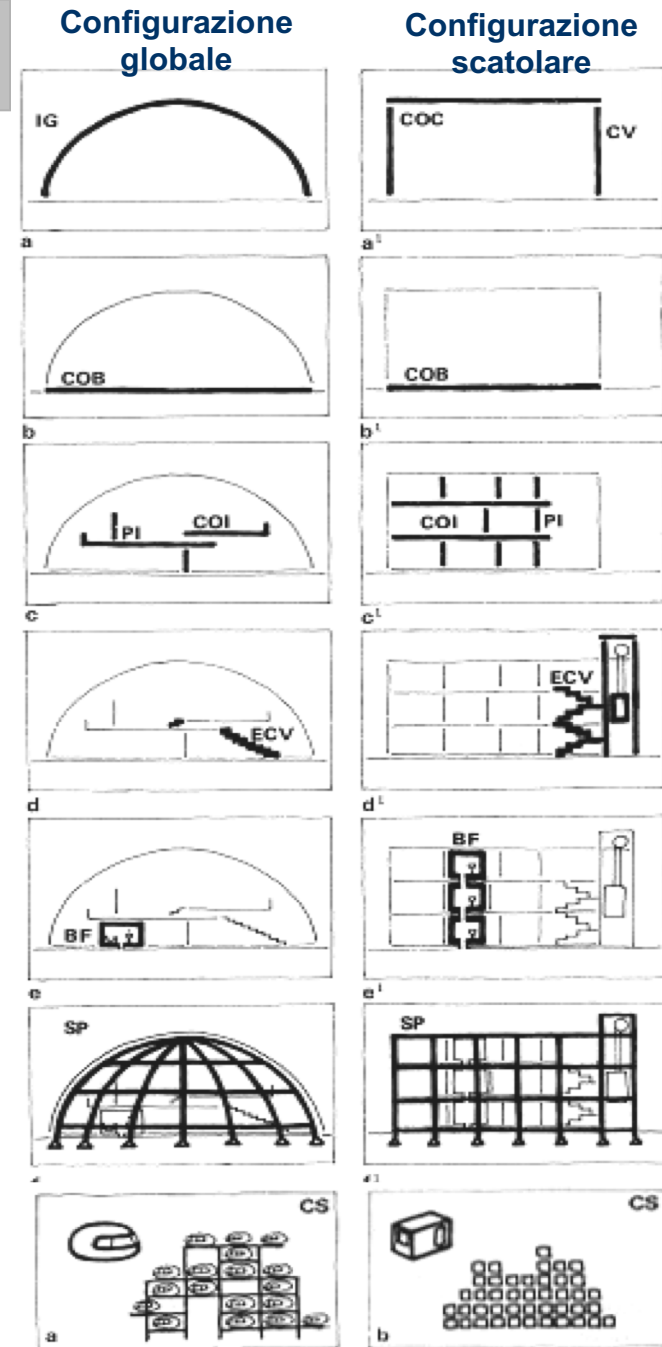 Configurazione
globale
Configurazione
scatolare
IG
COC
CV
a
a¹
COB
COB
b
b¹
PI
COI
COI
PI
c
c¹
ECV
ECV
d
d¹
BF
BF
e
e¹
SP
SP
CS
a
CS
b